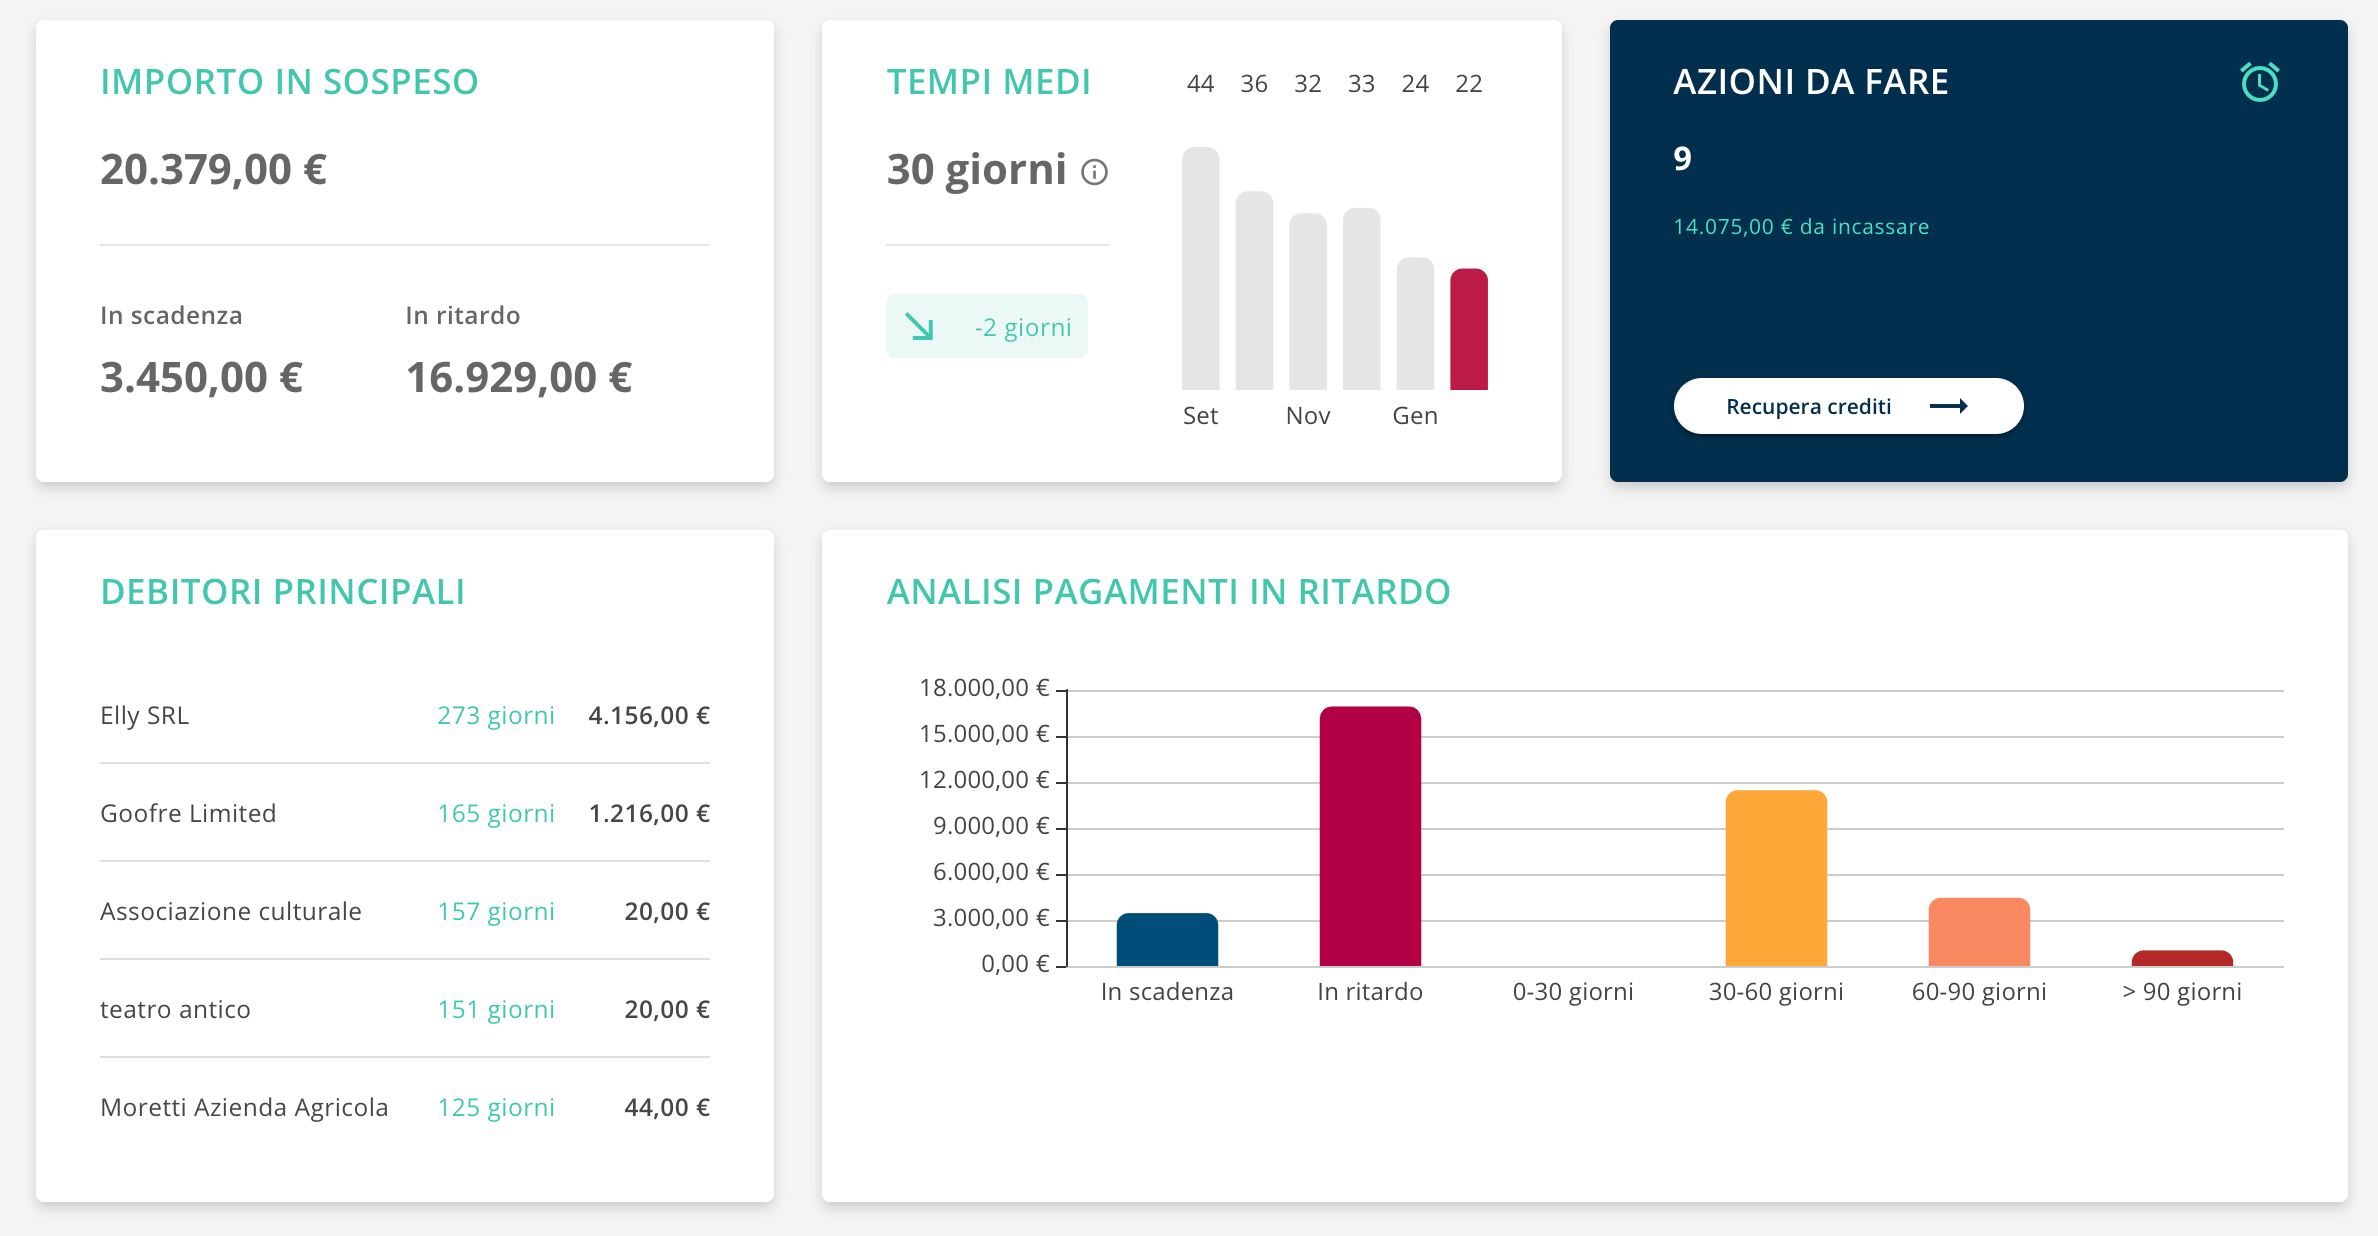 IMPORTO IN SOSPESO
20.379,00 €
In scadenza In ritardo
3.450,00 € 16.929,00 €
TEMPI MEDI
30 giorni
-2 giorni
44 36 32 33 24 22
Set Nov Gen
AZIONI DA FARE
9
14.075,00 € da incassare
Recupera crediti
DEBITORI PRINCIPALI
Elly SRL 273 giorni 4.156,00 €
Goofre Limited 165 giorni 1.216,00 €
Associazione culturale 157 giorni 20,00 €
teatro antico 151 giorni 20,00 €
Moretti Azienda Agricola 125 giorni 44,00 €
ANALISI PAGAMENTI IN RITARDO
18.000,00 €
15.000,00 €
12.000,00 €
9.000,00 €
6.000,00 €
3.000,00 €
0,00 €
In scadenza In ritardo 0-30 giorni 30-60 giorni 60-90 giorni > 90 giorni